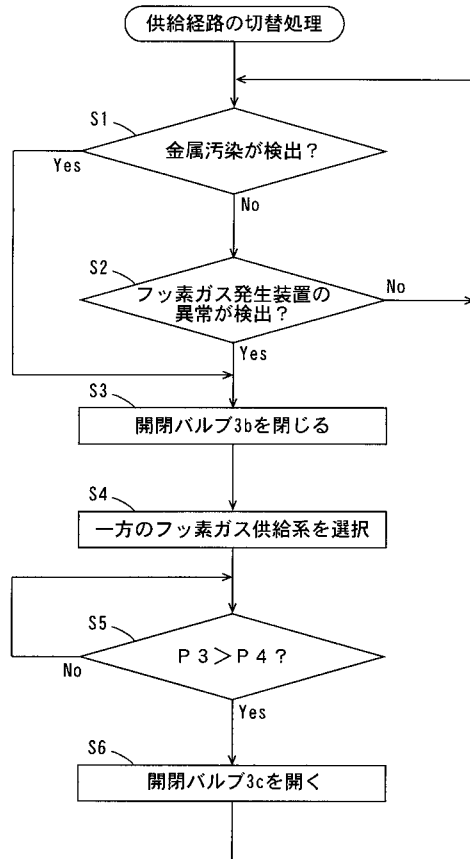 供給経路の切替処理
S1
金属汚染が検出？
Yes
No
S2
フッ素ガス発生装置の
異常が検出？
No
Yes
S3
開閉バルブ3bを閉じる
S4
一方のフッ素ガス供給系を選択
S5
Ｐ３＞Ｐ４？
No
Yes
S6
開閉バルブ3cを開く